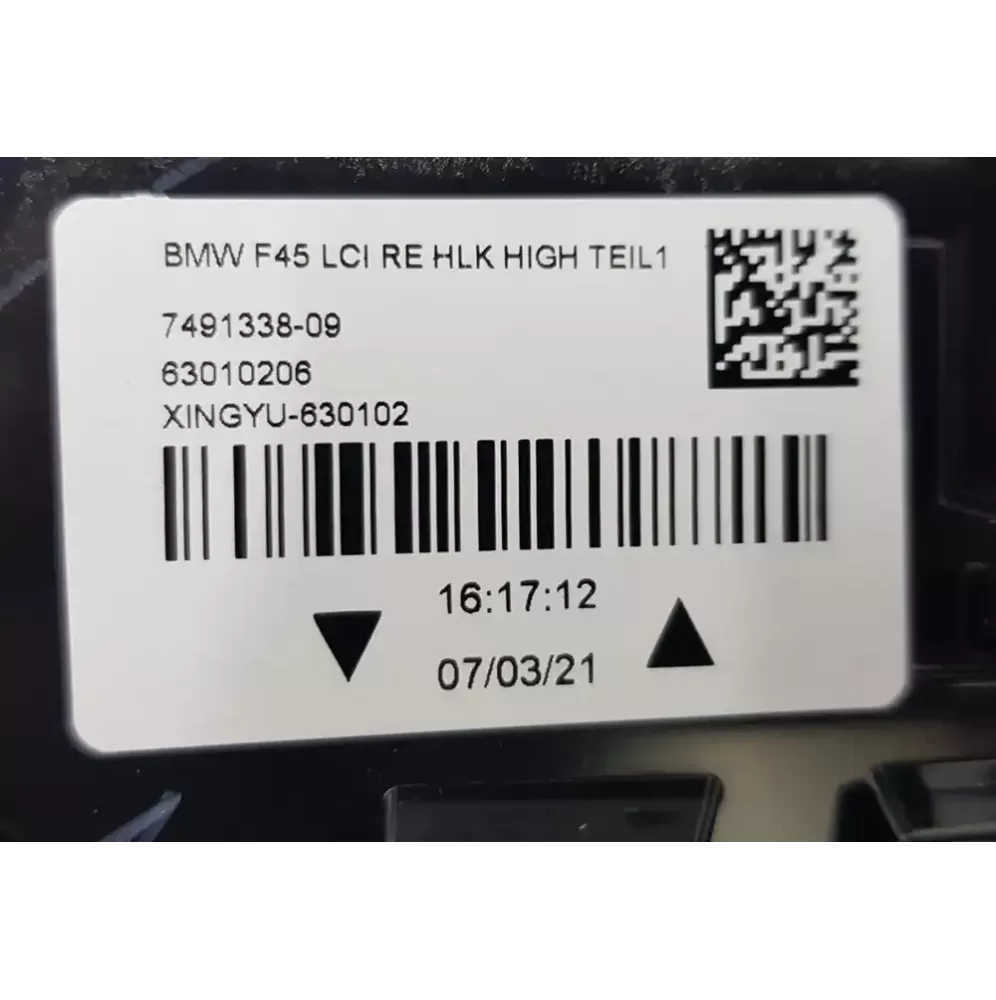 BMW F45 LCI RE HLK HIGH TEIL1
7491338-09
63010206
XINGYU-630102
16:17:12
07/03/21